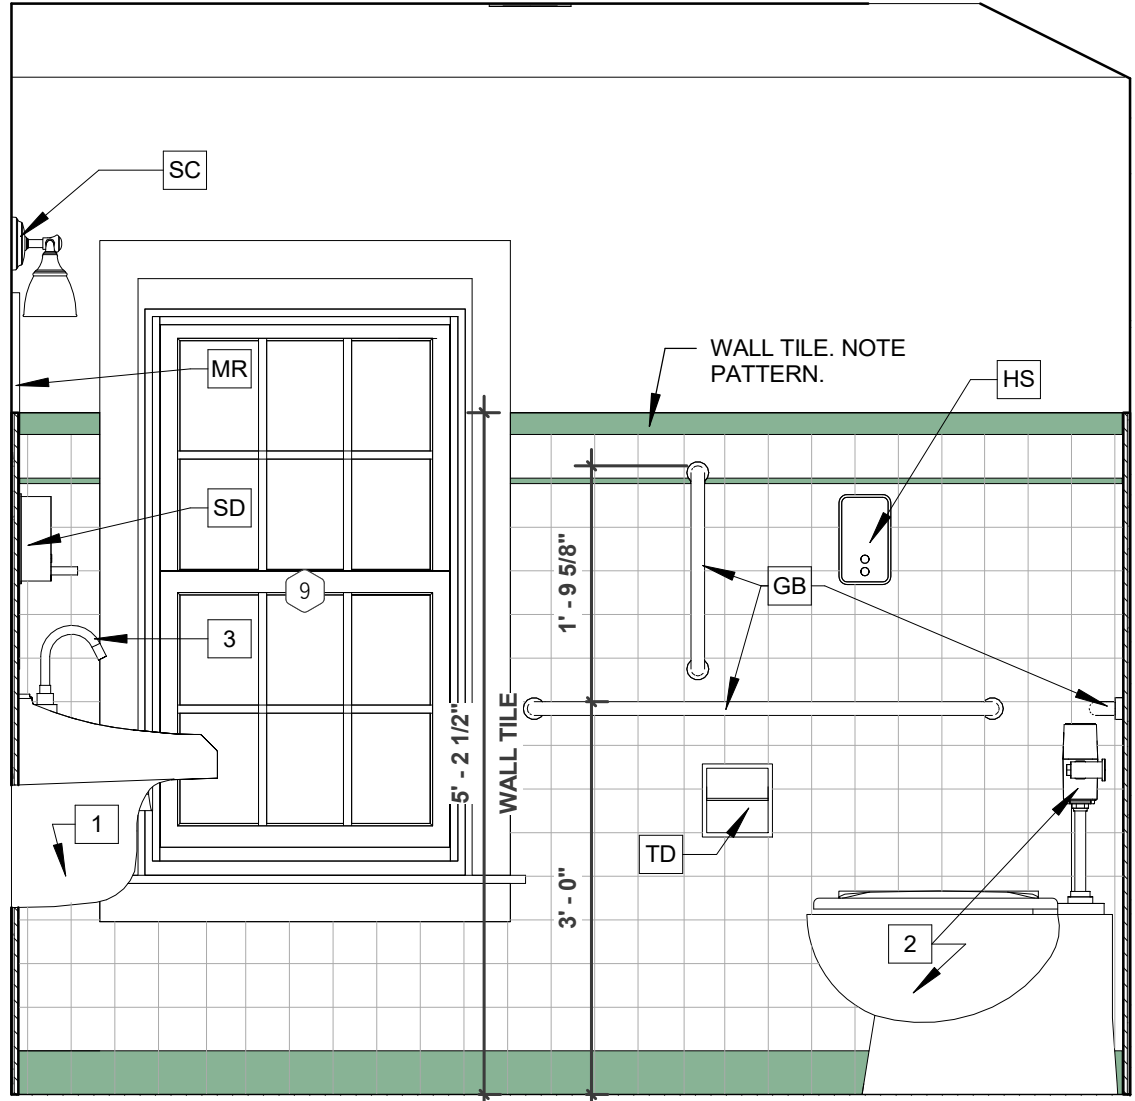 SC
WALL TILE. NOTE
PATTERN.
MR
HS
SD
9
1' - 9 5/8"
GB
3
5' - 2 1/2"
WALL TILE
1
TD
3' - 0"
2